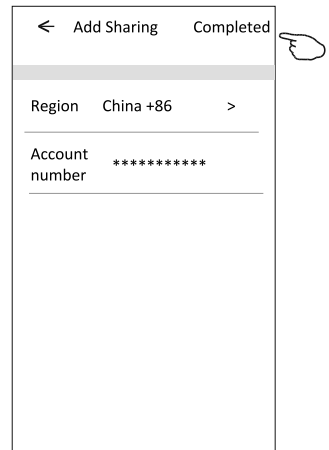 ← Add Sharing Completed
Region China +86 >
Account
number ***********